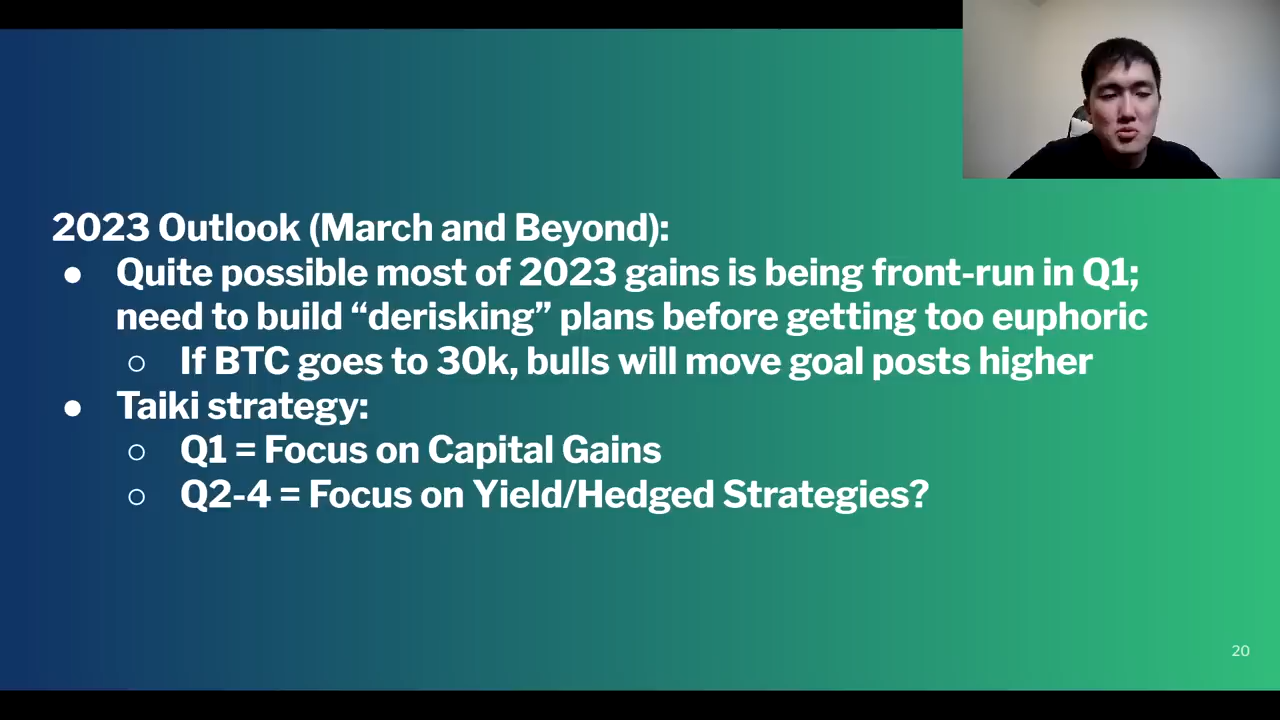 2023 Outlook (March and Beyond):
● Quite possible most of 2023 gains is being front-run in Q1;
need to build “derisking” plans before getting too euphoric
○ If BTC goes to 30k, bulls will move goal posts higher
● Taiki strategy:
○ Q1 = Focus on Capital Gains
○ Q2-4 = Focus on Yield/Hedged Strategies?
20